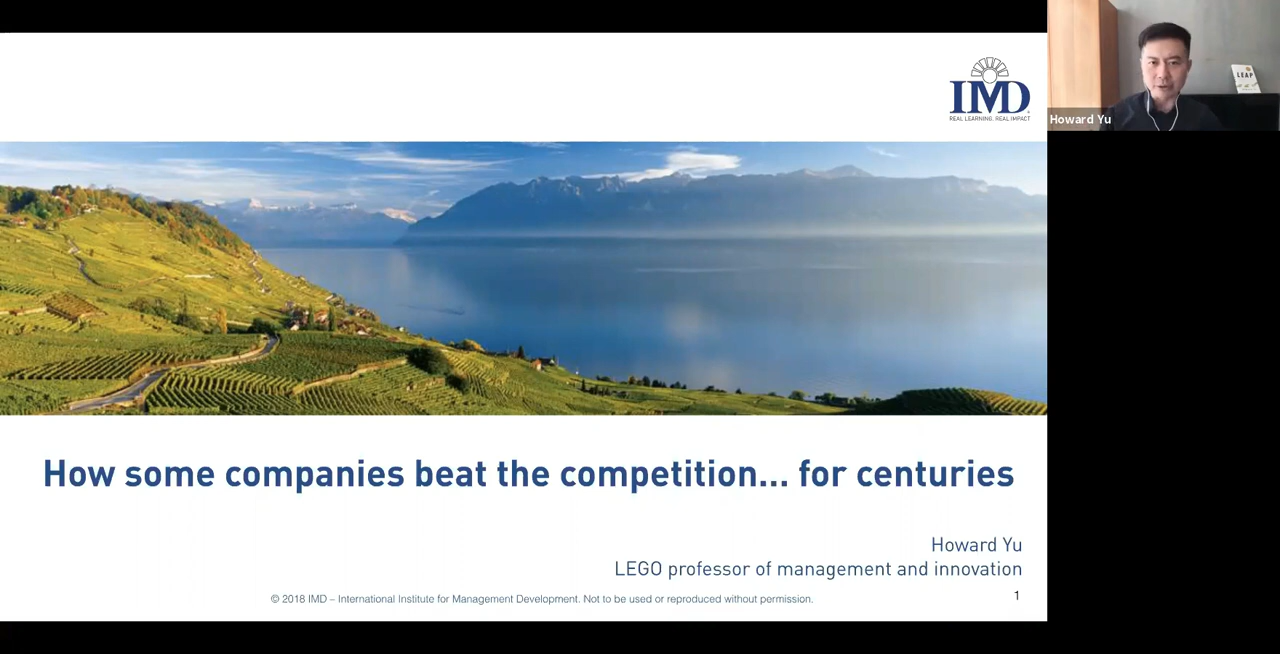 IMD
REAL LEARNING. REAL IMPACT
LEAP
Howard Yu
How some companies beat the competition... for centuries
Howard Yu
LEGO professor of management and innovation
© 2018 IMD – International Institute for Management Development. Not to be used or reproduced without permission.
1